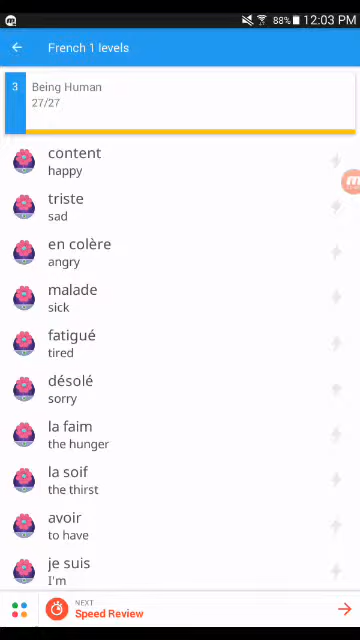 88% 12:03 PM
French 1 levels
3 Being Human
27/27
content
happy
triste
sad
en colère
angry
malade
sick
fatigué
tired
désolé
sorry
la faim
the hunger
la soif
the thirst
avoir
to have
je suis
I'm
NEXT
Speed Review